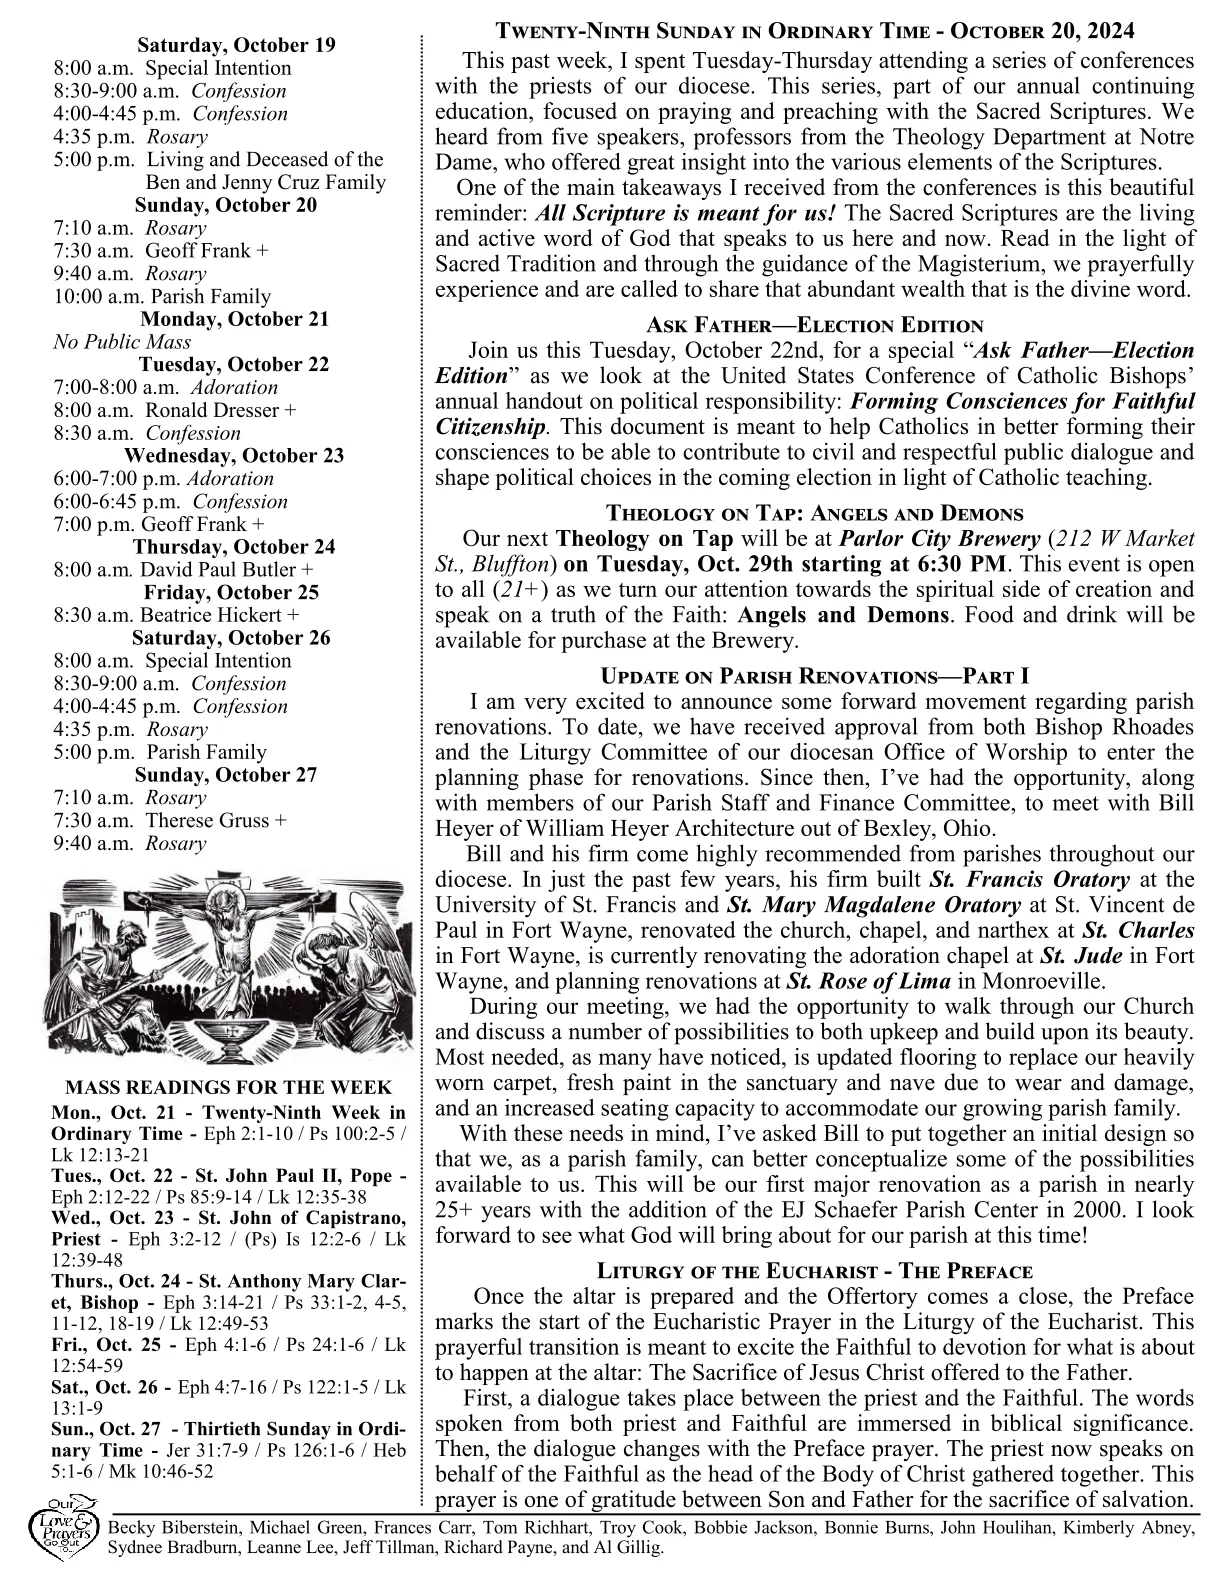 Saturday, October 19
8:00 a.m. Special Intention
8:30-9:00 a.m. Confession
4:00-4:45 p.m. Confession
4:35 p.m. Rosary
5:00 p.m. Living and Deceased of the
Ben and Jenny Cruz Family
Sunday, October 20
7:10 a.m. Rosary
7:30 a.m. Geoff Frank +
9:40 a.m. Rosary
10:00 a.m. Parish Family
Monday, October 21
No Public Mass
Tuesday, October 22
7:00-8:00 a.m. Adoration
8:00 a.m. Ronald Dresser +
8:30 a.m. Confession
Wednesday, October 23
6:00-7:00 p.m. Adoration
6:00-6:45 p.m. Confession
7:00 p.m. Geoff Frank +
Thursday, October 24
8:00 a.m. David Paul Butler +
Friday, October 25
8:30 a.m. Beatrice Hickert +
Saturday, October 26
8:00 a.m. Special Intention
8:30-9:00 a.m. Confession
4:00-4:45 p.m. Confession
4:35 p.m. Rosary
5:00 p.m. Parish Family
Sunday, October 27
7:10 a.m. Rosary
7:30 a.m. Therese Gruss +
9:40 a.m. Rosary
MASS READINGS FOR THE WEEK
Mon., Oct. 21 - Twenty-Ninth Week in
Ordinary Time - Eph 2:1-10 / Ps 100:2-5 /
Lk 12:13-21
Tues., Oct. 22 - St. John Paul II, Pope -
Eph 2:12-22 / Ps 85:9-14 / Lk 12:35-38
Wed., Oct. 23 - St. John of Capistrano,
Priest - Eph 3:2-12 / (Ps) Is 12:2-6 / Lk
12:39-48
Thurs., Oct. 24 - St. Anthony Mary Clar-
et, Bishop - Eph 3:14-21 / Ps 33:1-2, 4-5,
11-12, 18-19 / Lk 12:49-53
Fri., Oct. 25 - Eph 4:1-6 / Ps 24:1-6 / Lk
12:54-59
Sat., Oct. 26 - Eph 4:7-16 / Ps 122:1-5 / Lk
13:1-9
Sun., Oct. 27 - Thirtieth Sunday in Ordi-
nary Time - Jer 31:7-9 / Ps 126:1-6 / Heb
5:1-6 / Mk 10:46-52
Twenty-Ninth Sunday in Ordinary Time - October 20, 2024
This past week, I spent Tuesday-Thursday attending a series of conferences
with the priests of our diocese. This series, part of our annual continuing
education, focused on praying and preaching with the Sacred Scriptures. We
heard from five speakers, professors from the Theology Department at Notre
Dame, who offered great insight into the various elements of the Scriptures.
One of the main takeaways I received from the conferences is this beautiful
reminder: All Scripture is meant for us! The Sacred Scriptures are the living
and active word of God that speaks to us here and now. Read in the light of
Sacred Tradition and through the guidance of the Magisterium, we prayerfully
experience and are called to share that abundant wealth that is the divine word.
Ask Father—Election Edition
Join us this Tuesday, October 22nd, for a special “Ask Father—Election
Edition” as we look at the United States Conference of Catholic Bishops’
annual handout on political responsibility: Forming Consciences for Faithful
Citizenship. This document is meant to help Catholics in better forming their
consciences to be able to contribute to civil and respectful public dialogue and
shape political choices in the coming election in light of Catholic teaching.
Theology on Tap: Angels and Demons
Our next Theology on Tap will be at Parlor City Brewery (212 W Market
St., Bluffton) on Tuesday, Oct. 29th starting at 6:30 PM. This event is open
to all (21+) as we turn our attention towards the spiritual side of creation and
speak on a truth of the Faith: Angels and Demons. Food and drink will be
available for purchase at the Brewery.
Update on Parish Renovations—Part I
I am very excited to announce some forward movement regarding parish
renovations. To date, we have received approval from both Bishop Rhoades
and the Liturgy Committee of our diocesan Office of Worship to enter the
planning phase for renovations. Since then, I’ve had the opportunity, along
with members of our Parish Staff and Finance Committee, to meet with Bill
Heyer of William Heyer Architecture out of Bexley, Ohio.
Bill and his firm come highly recommended from parishes throughout our
diocese. In just the past few years, his firm built St. Francis Oratory at the
University of St. Francis and St. Mary Magdalene Oratory at St. Vincent de
Paul in Fort Wayne, renovated the church, chapel, and narthex at St. Charles
in Fort Wayne, is currently renovating the adoration chapel at St. Jude in Fort
Wayne, and planning renovations at St. Rose of Lima in Monroeville.
During our meeting, we had the opportunity to walk through our Church
and discuss a number of possibilities to both upkeep and build upon its beauty.
Most needed, as many have noticed, is updated flooring to replace our heavily
worn carpet, fresh paint in the sanctuary and nave due to wear and damage,
and an increased seating capacity to accommodate our growing parish family.
With these needs in mind, I’ve asked Bill to put together an initial design so
that we, as a parish family, can better conceptualize some of the possibilities
available to us. This will be our first major renovation as a parish in nearly
25+ years with the addition of the EJ Schaefer Parish Center in 2000. I look
forward to see what God will bring about for our parish at this time!
Liturgy of the Eucharist - The Preface
Once the altar is prepared and the Offertory comes a close, the Preface
marks the start of the Eucharistic Prayer in the Liturgy of the Eucharist. This
prayerful transition is meant to excite the Faithful to devotion for what is about
to happen at the altar: The Sacrifice of Jesus Christ offered to the Father.
First, a dialogue takes place between the priest and the Faithful. The words
spoken from both priest and Faithful are immersed in biblical significance.
Then, the dialogue changes with the Preface prayer. The priest now speaks on
behalf of the Faithful as the head of the Body of Christ gathered together. This
prayer is one of gratitude between Son and Father for the sacrifice of salvation.
Our
Love &
Prayers
Go Out
To...
Becky Biberstein, Michael Green, Frances Carr, Tom Richhart, Troy Cook, Bobbie Jackson, Bonnie Burns, John Houlihan, Kimberly Abney,
Sydnee Bradburn, Leanne Lee, Jeff Tillman, Richard Payne, and Al Gillig.